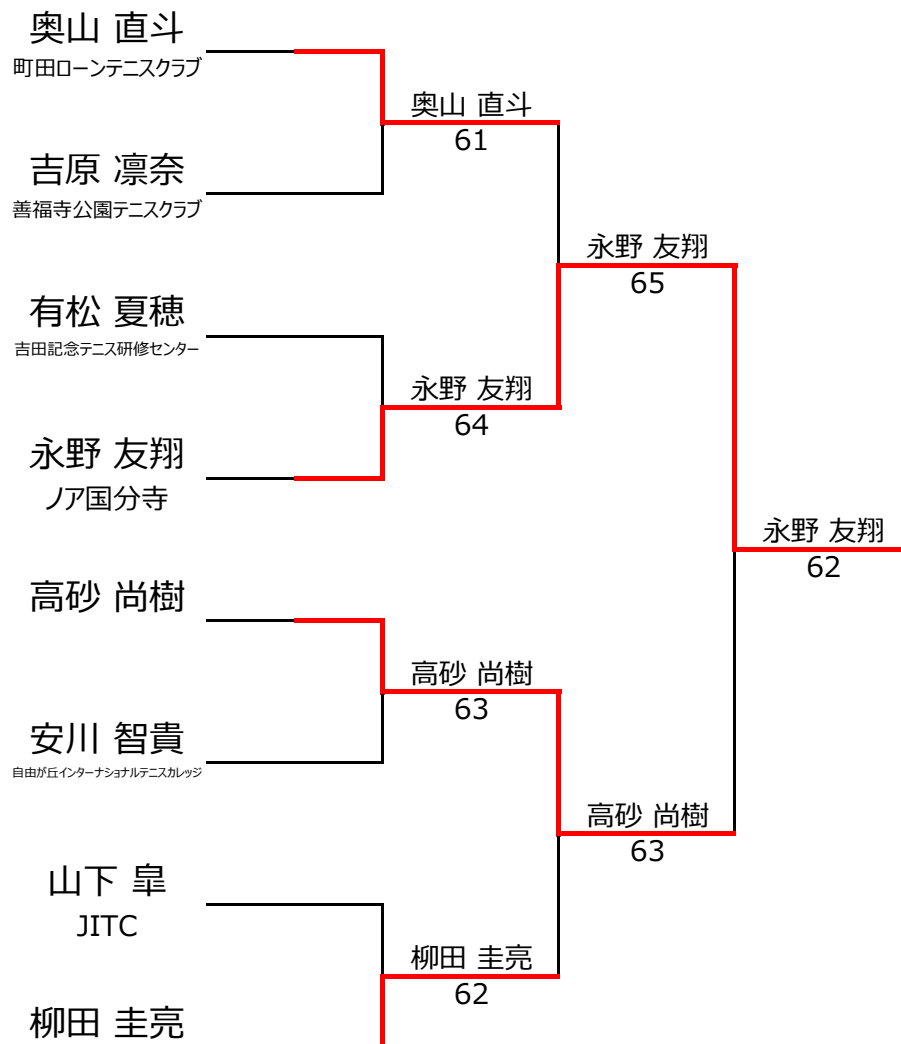 奥山 直斗
町田ローンテニスクラブ
奥山 直斗
61
吉原 凛奈
善福寺公園テニスクラブ
永野 友翔
65
有松 夏穂
吉田記念テニス研修センター
永野 友翔
64
永野 友翔
ノア国分寺
永野 友翔
62
高砂 尚樹
高砂 尚樹
63
安川 智貴
自由が丘インターナショナルテニスカレッジ
高砂 尚樹
63
山下 皐
JITC
柳田 圭亮
62
柳田 圭亮